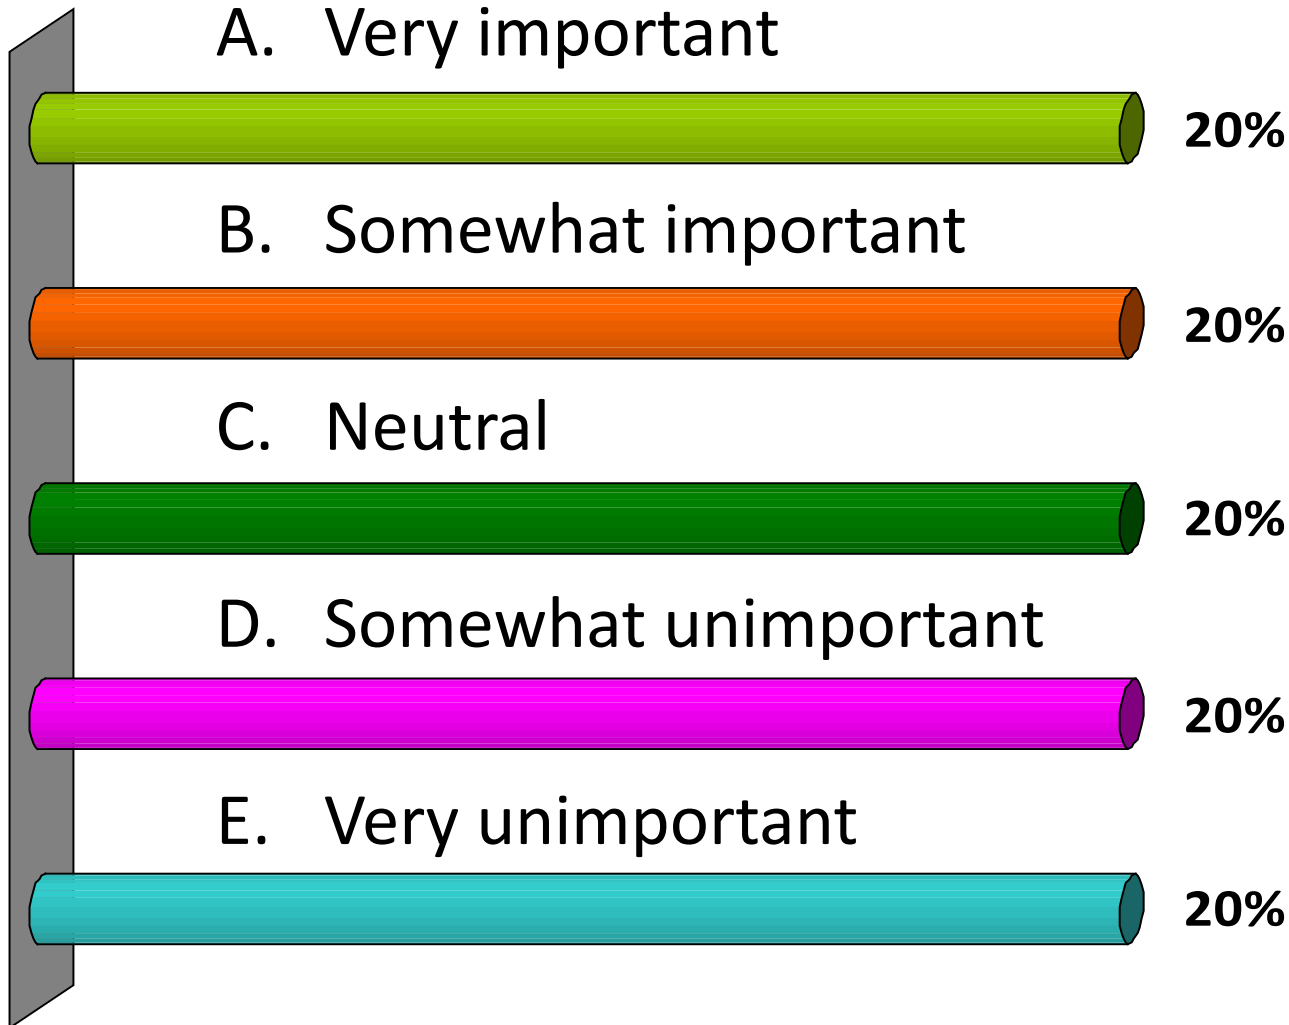 A. Very important
20%
B. Somewhat important
20%
C. Neutral
20%
D. Somewhat unimportant
20%
E. Very unimportant
20%